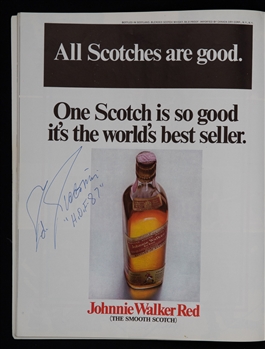 All Scotches are good.
One Scotch is so good
it's the world's best seller.
"H.O.F 87"
Johnnie Walker Red
(THE SMOOTH SCOTCH)